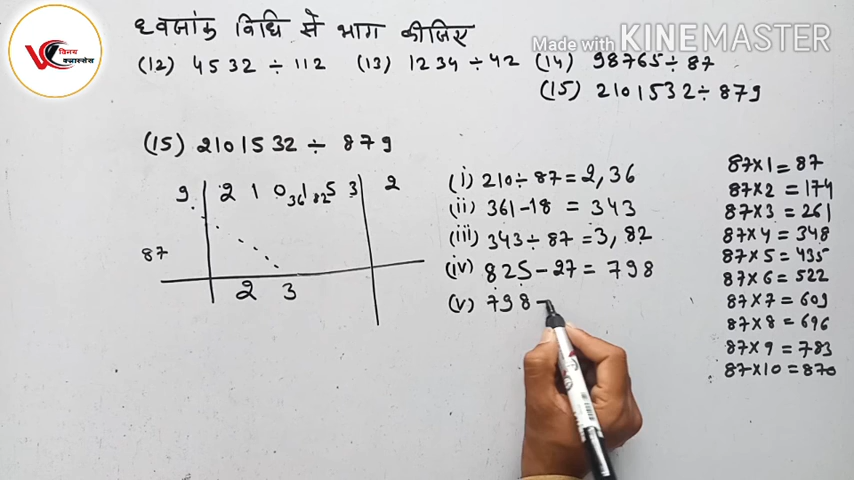 ध्वजांक विधि से भाग कीजिए
Made with KINEMASTER
VC विनय क्लासेस
(12) 4532 ÷ 112 (13) 1234 ÷ 42 (14) 98765 ÷ 87
(15) 2101532 ÷ 879
(15) 2101532 ÷ 879
9 2 1 0 36 1 82 5 3 2
87
2 3
(i) 210 ÷ 87 = 2, 36
(ii) 361 - 18 = 343
(iii) 343 ÷ 87 = 3, 82
(iv) 825 - 27 = 798
(v) 798 -
87 × 1 = 87
87 × 2 = 174
87 × 3 = 261
87 × 4 = 348
87 × 5 = 435
87 × 6 = 522
87 × 7 = 609
87 × 8 = 696
87 × 9 = 783
87 × 10 = 870